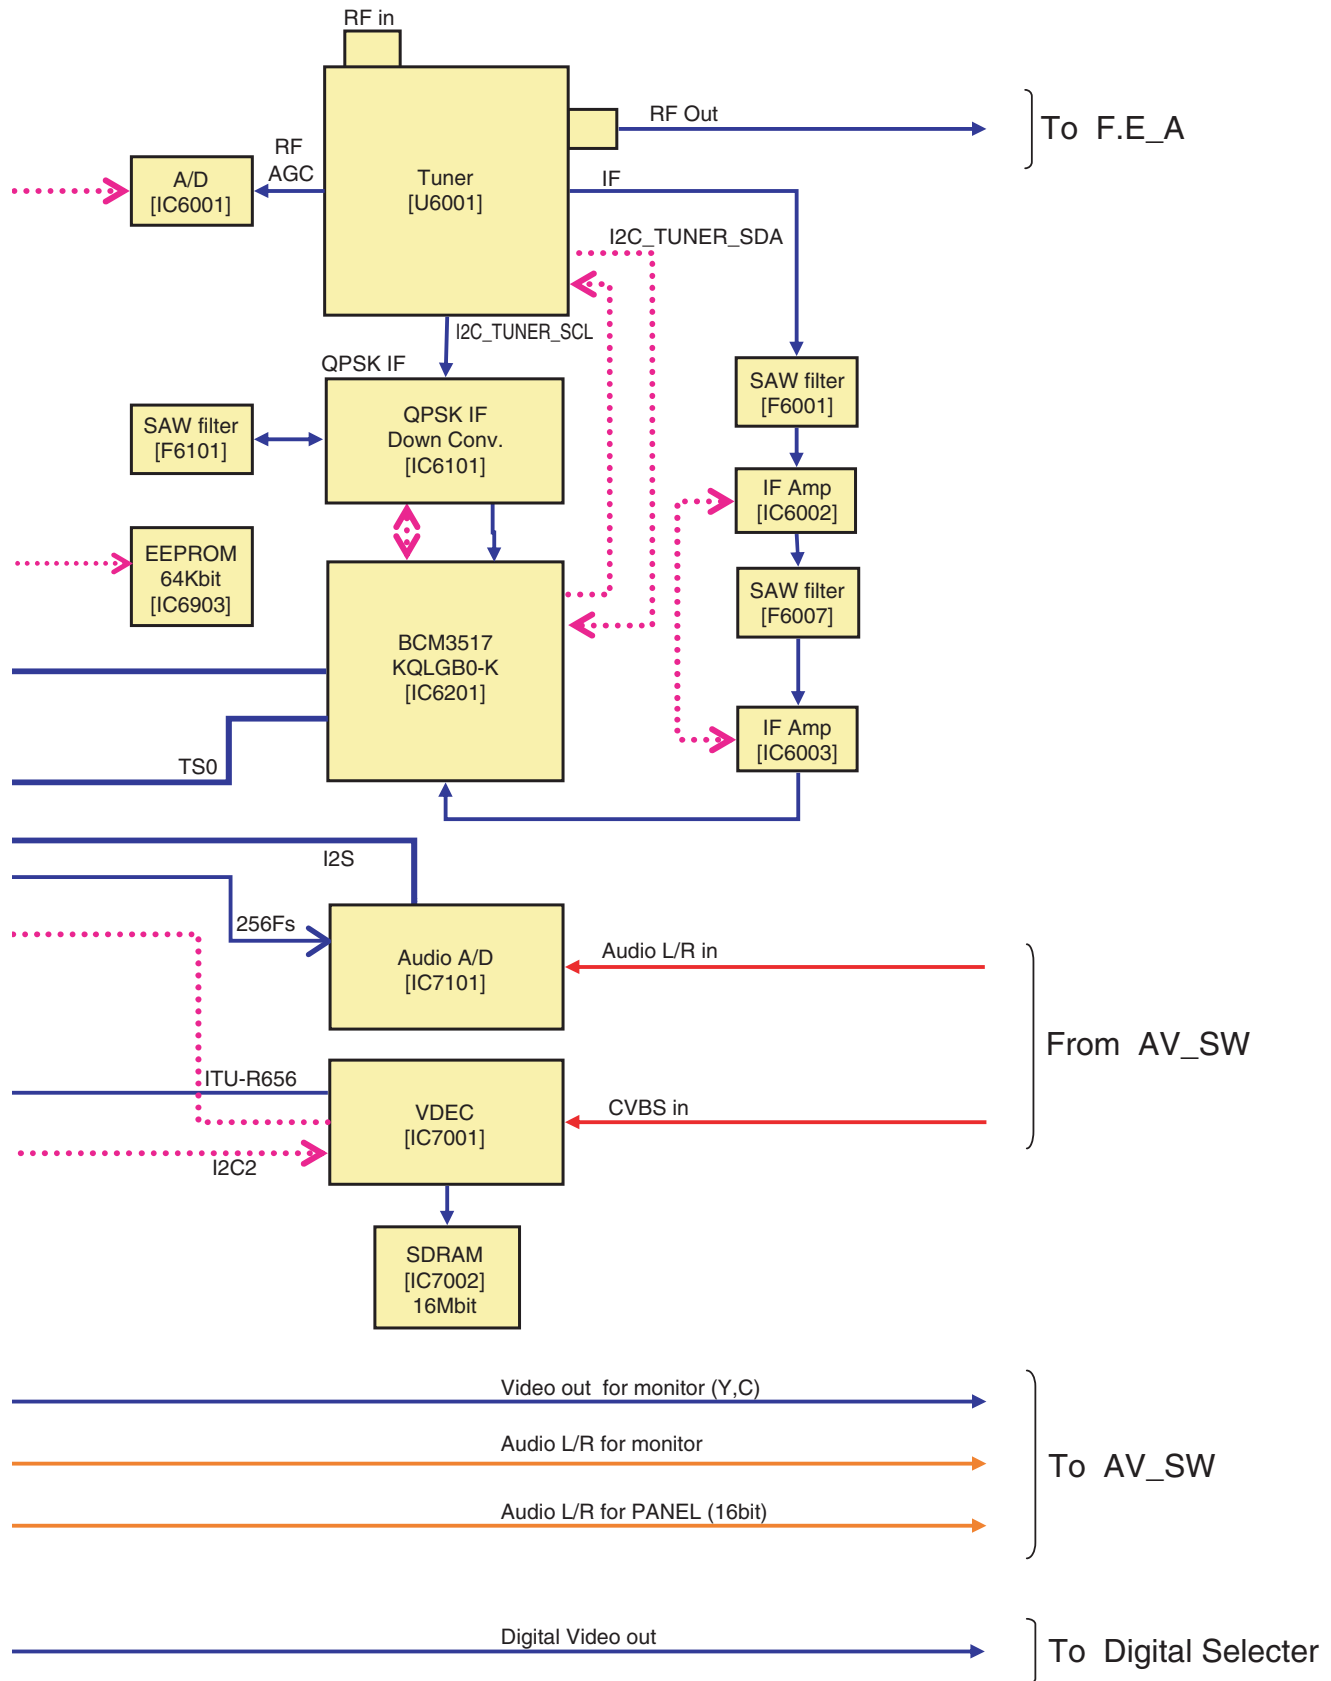 RF in
RF Out
To F.E_A
RF
AGC
A/D
[IC6001]
Tuner
[U6001]
IF
I2C_TUNER_SDA
I2C_TUNER_SCL
QPSK IF
SAW filter
[F6101]
QPSK IF
Down Conv.
[IC6101]
SAW filter
[F6001]
IF Amp
[IC6002]
EEPROM
64Kbit
[IC6903]
SAW filter
[F6007]
BCM3517
KQLGB0-K
[IC6201]
IF Amp
[IC6003]
TS0
I2S
256Fs
Audio A/D
[IC7101]
Audio L/R in
From AV_SW
ITU-R656
VDEC
[IC7001]
CVBS in
I2C2
SDRAM
[IC7002]
16Mbit
Video out for monitor (Y,C)
Audio L/R for monitor
To AV_SW
Audio L/R for PANEL (16bit)
Digital Video out
To Digital Selecter